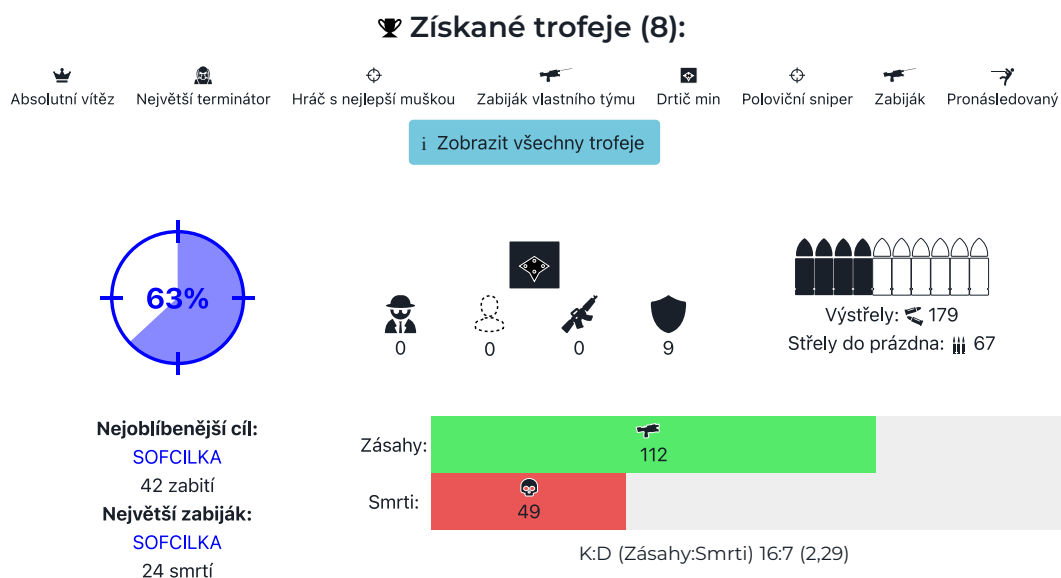 Získané trofeje (8):
Absolutní vítěz
Největší terminátor
Hráč s nejlepší muškou
Zabiják vlastního týmu
Drtič min
Poloviční sniper
Zabiják
Pronásledovaný
i Zobrazit všechny trofeje
63%
0
0
0
9
Výstřely: 179
Střely do prázdna: 67
Nejoblíbenější cíl:
SOFCILKA
42 zabití
Největší zabiják:
SOFCILKA
24 smrtí
Zásahy:
112
Smrti:
49
K:D (Zásahy:Smrti) 16:7 (2,29)